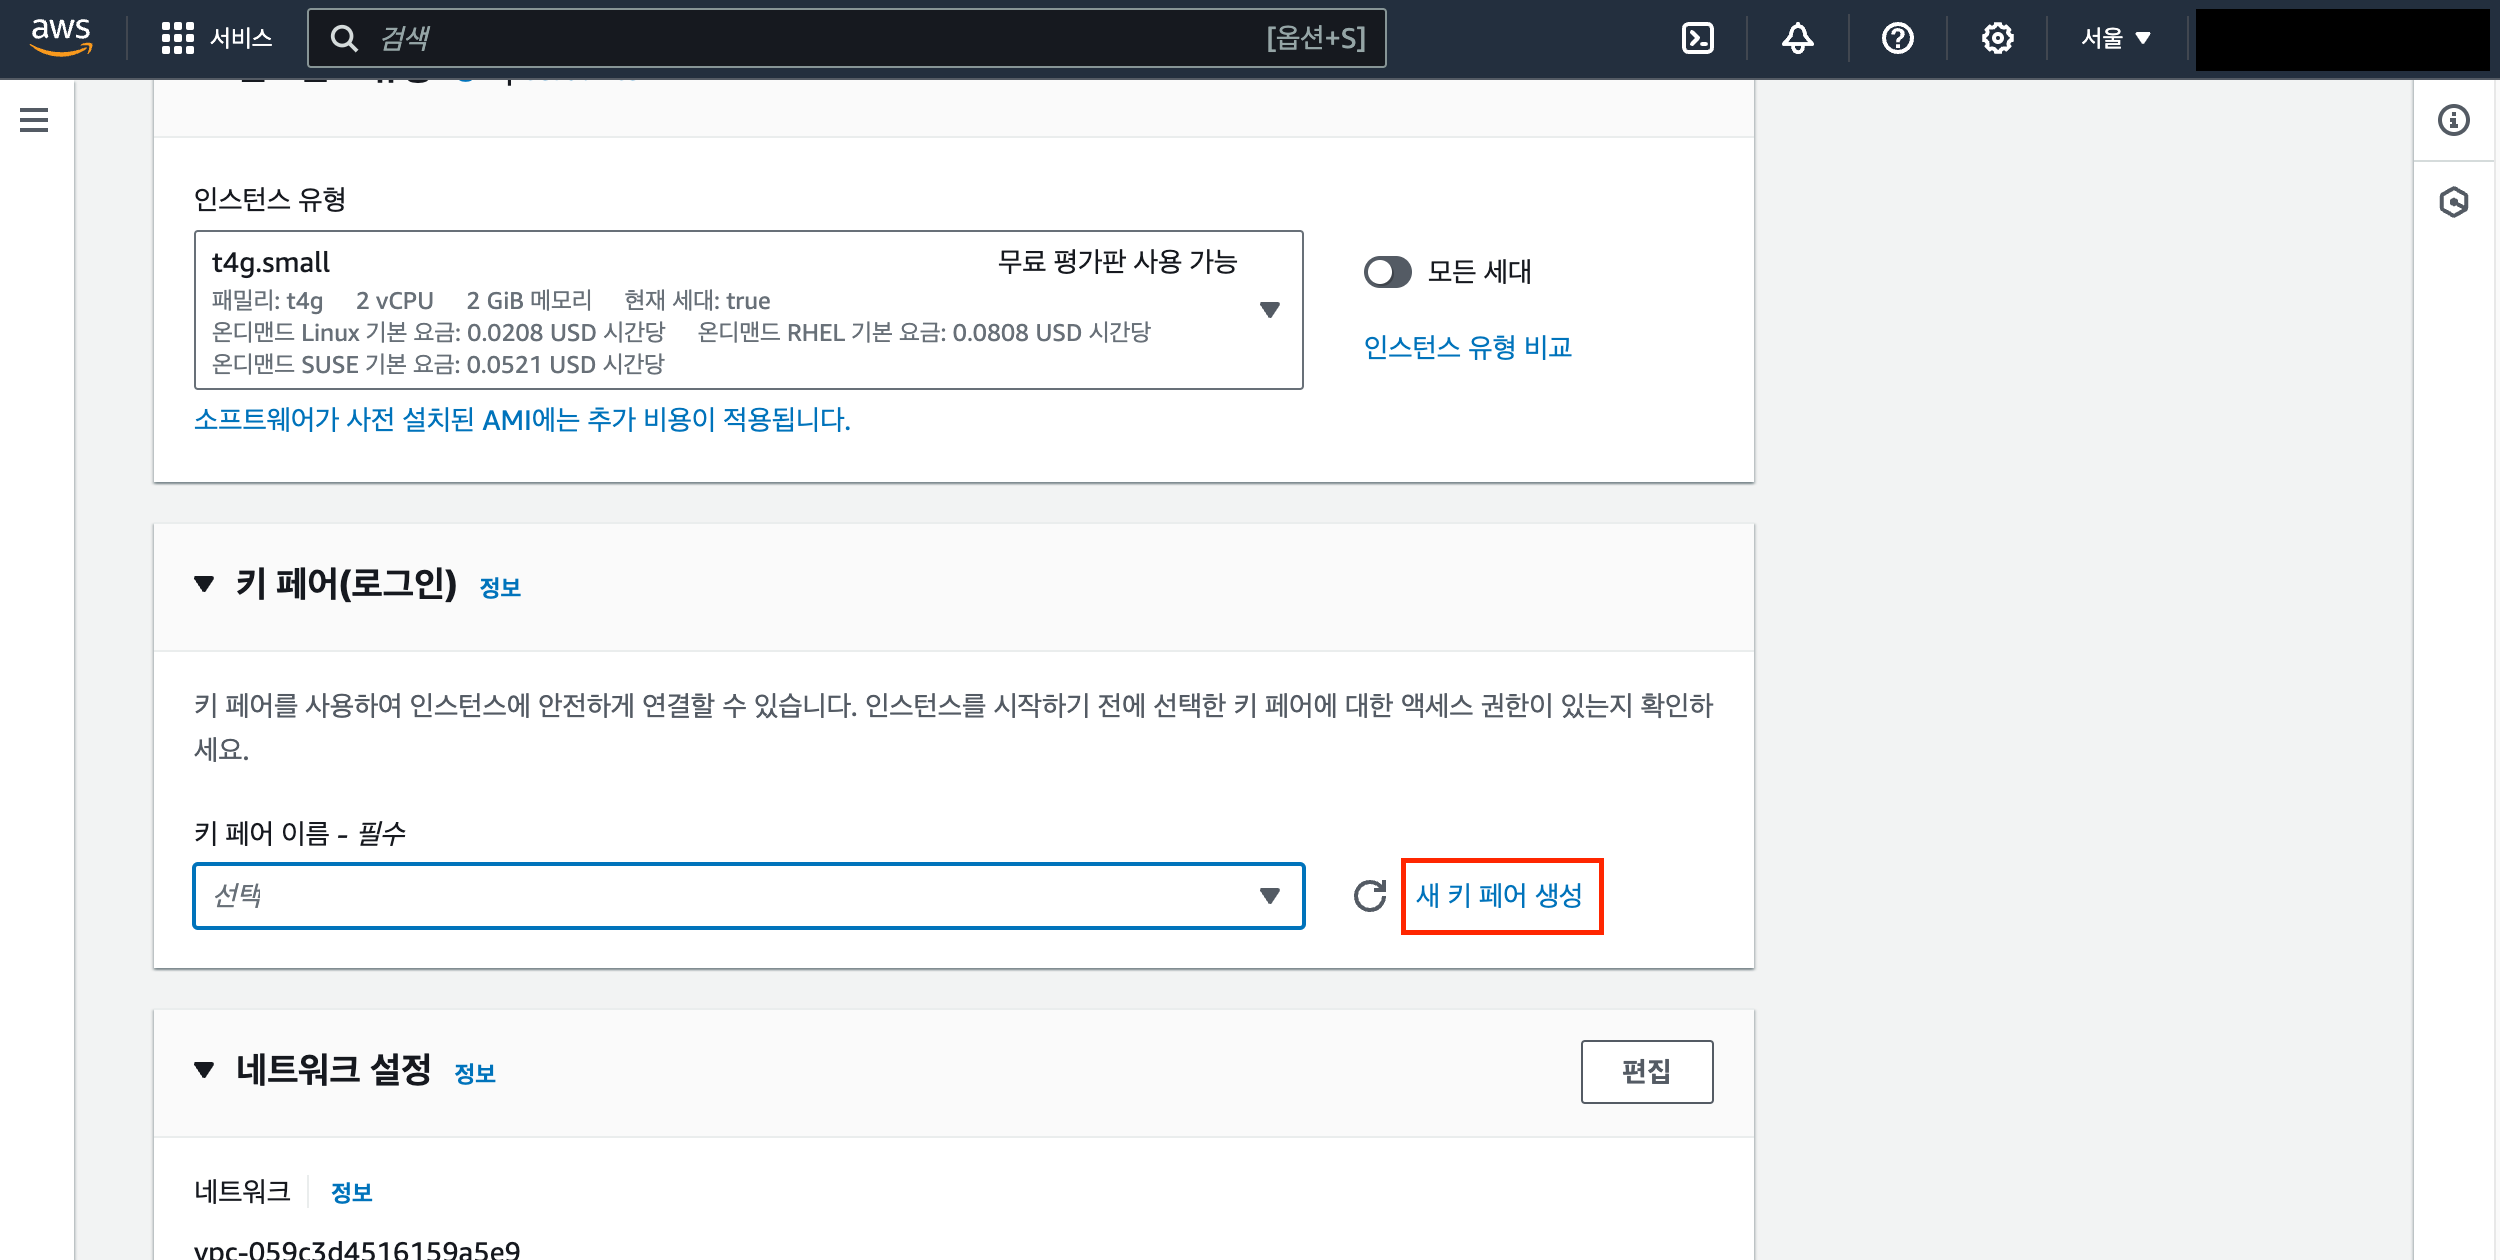 aws
서비스
검색
[옵션+S]
서울
인스턴스 유형
t4g.small
무료 평가판 사용 가능
패밀리: t4g 2 vCPU 2 GiB 메모리 현재 세대: true
온디맨드 Linux 기본 요금: 0.0208 USD 시간당 온디맨드 RHEL 기본 요금: 0.0808 USD 시간당
온디맨드 SUSE 기본 요금: 0.0521 USD 시간당
모든 세대
인스턴스 유형 비교
소프트웨어가 사전 설치된 AMI에는 추가 비용이 적용됩니다.
키 페어(로그인) 정보
키 페어를 사용하여 인스턴스에 안전하게 연결할 수 있습니다. 인스턴스를 시작하기 전에 선택한 키 페어에 대한 액세스 권한이 있는지 확인하
세요.
키 페어 이름 - 필수
선택
새 키 페어 생성
네트워크 설정 정보
편집
네트워크 정보
vpc-059c3d4516159a5e9